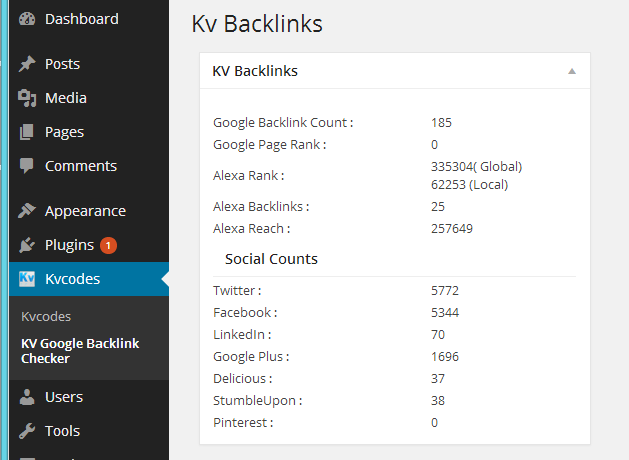 Dashboard
Posts
Media
Pages
Comments
Appearance
Plugins 1
Kv Kvcodes
Kvcodes
KV Google Backlink
Checker
Users
Tools
Kv Backlinks
KV Backlinks
Google Backlink Count : 185
Google Page Rank : 0
Alexa Rank : 335304( Global)
62253 (Local)
Alexa Backlinks : 25
Alexa Reach : 257649
Social Counts
Twitter : 5772
Facebook : 5344
LinkedIn : 70
Google Plus : 1696
Delicious : 37
StumbleUpon : 38
Pinterest : 0